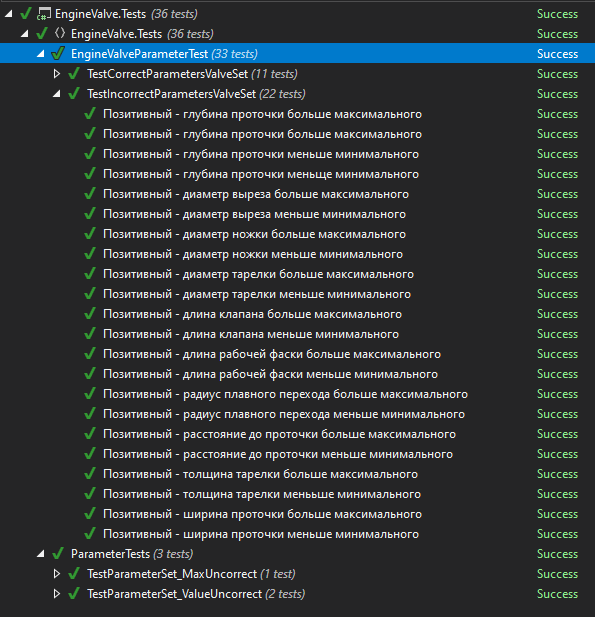 EngineValve.Tests (36 tests) Success
EngineValve.Tests (36 tests) Success
EngineValveParameterTest (33 tests) Success
TestCorrectParametersValveSet (11 tests) Success
TestIncorrectParametersValveSet (22 tests) Success
Позитивный - глубина проточки больше максимального Success
Позитивный - глубина проточки больше максимального Success
Позитивный - глубина проточки меньше минимального Success
Позитивный - глубина проточки меньще минимального Success
Позитивный - диаметр выреза больше максимального Success
Позитивный - диаметр выреза меньше минимального Success
Позитивный - диаметр ножки больше максимального Success
Позитивный - диаметр ножки меньше минимального Success
Позитивный - диаметр тарелки больше максимального Success
Позитивный - диаметр тарелки меньше минимального Success
Позитивный - длина клапана больше максимального Success
Позитивный - длина клапана меньше минимального Success
Позитивный - длина рабочей фаски больше максимального Success
Позитивный - длина рабочей фаски меньше минимального Success
Позитивный - радиус плавного перехода больше максимального Success
Позитивный - радиус плавного перехода меньше минимального Success
Позитивный - расстояние до проточки больше максимального Success
Позитивный - расстояние до проточки меньше минимального Success
Позитивный - толщина тарелки больше максимального Success
Позитивный - толщина тарелки менььше минимального Success
Позитивный - ширина проточки больше максимального Success
Позитивный - ширина проточки меньше минимального Success
ParameterTests (3 tests) Success
TestParameterSet_MaxUncorrect (1 test) Success
TestParameterSet_ValueUncorrect (2 tests) Success